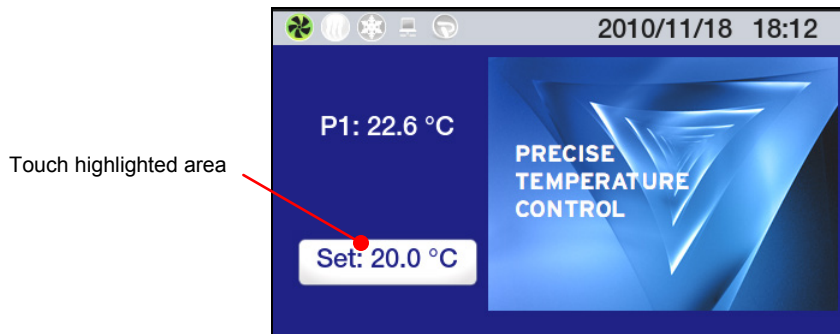 2010/11/18 18:12
P1: 22.6 °C
PRECISE
TEMPERATURE
CONTROL
Touch highlighted area
Set: 20.0 °C